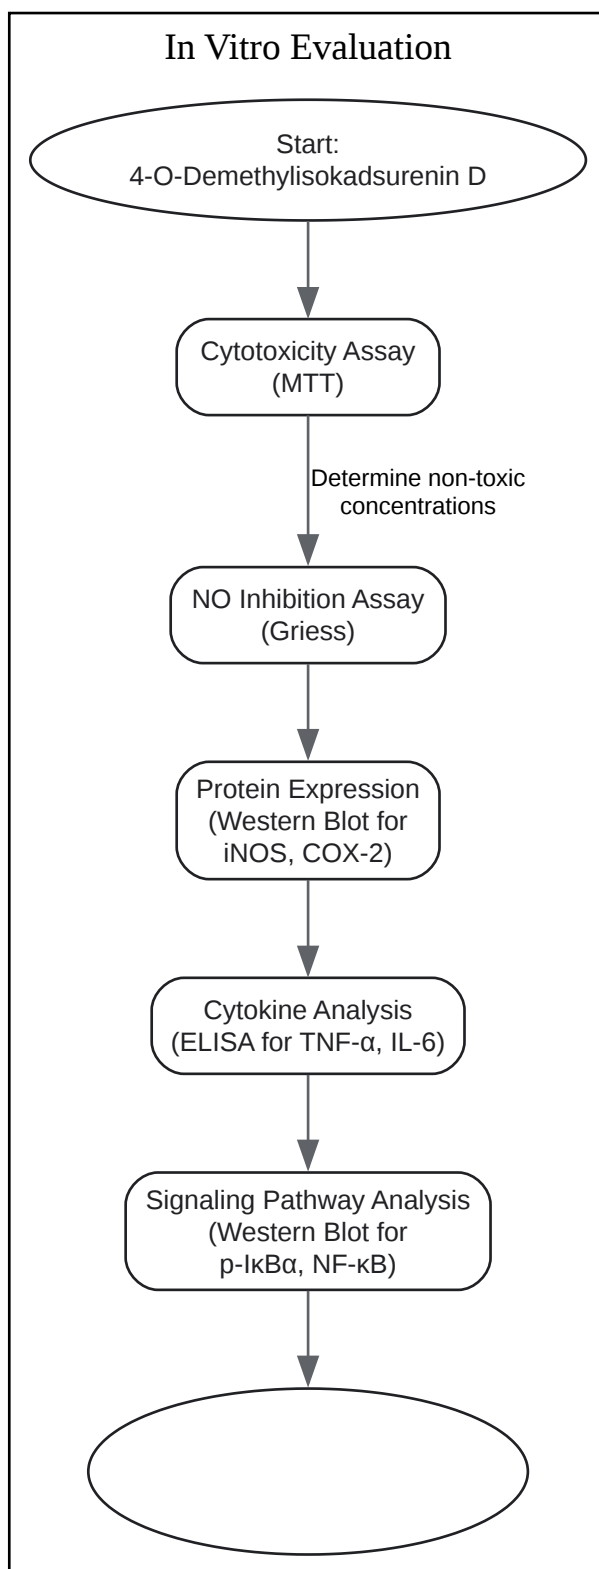 In Vitro Evaluation
Start:
4-O-Demethylisokadsurenin D
Cytotoxicity Assay
(MTT)
Determine non-toxic
concentrations
NO Inhibition Assay
(Griess)
Protein Expression
(Western Blot for
iNOS, COX-2)
Cytokine Analysis
(ELISA for TNF-α, IL-6)
Signaling Pathway Analysis
(Western Blot for
p-IκBα, NF-κB)